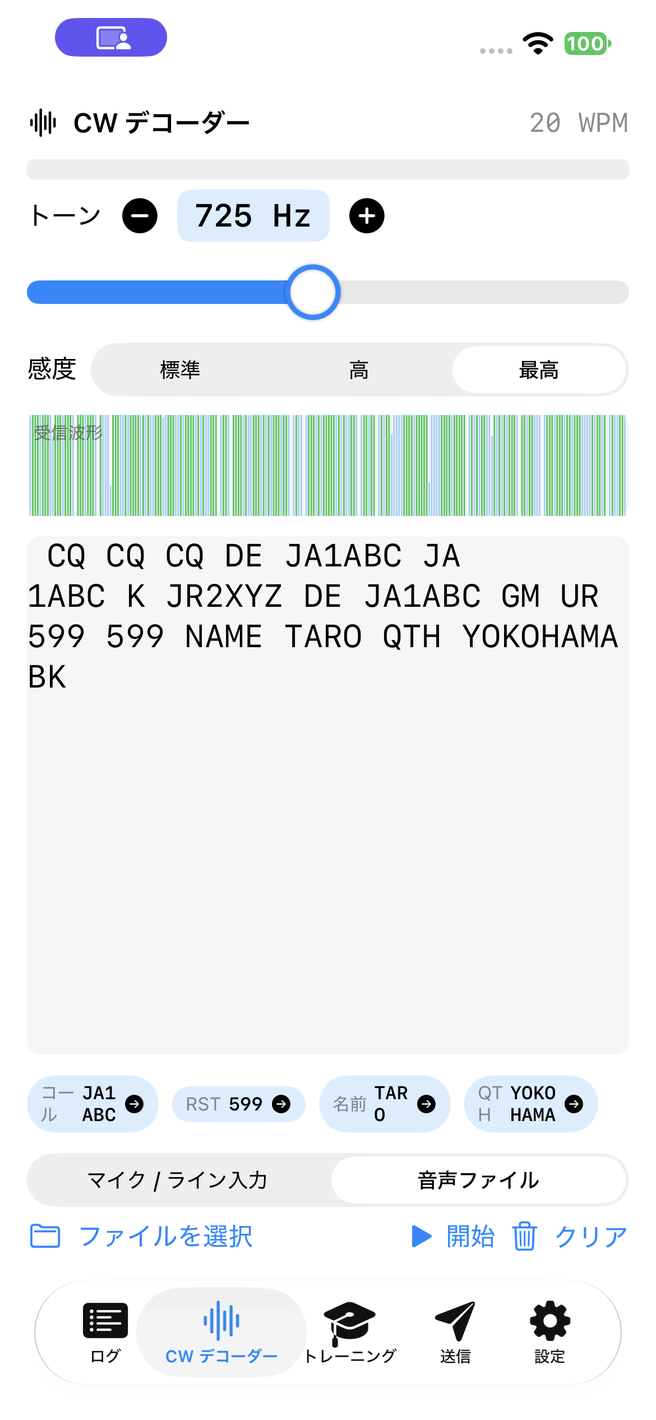 100
CW デコーダー 20 WPM
トーン 725 Hz
感度 標準 高 最高
受信波形
CQ CQ CQ DE JA1ABC JA
1ABC K JR2XYZ DE JA1ABC GM UR
599 599 NAME TARO QTH YOKOHAMA
BK
コー
ル
JA1
ABC
RST 599
名前
TAR
O
QT
H
YOKO
HAMA
マイク / ライン入力 音声ファイル
ファイルを選択 開始 クリア
ログ CW デコーダー トレーニング 送信 設定